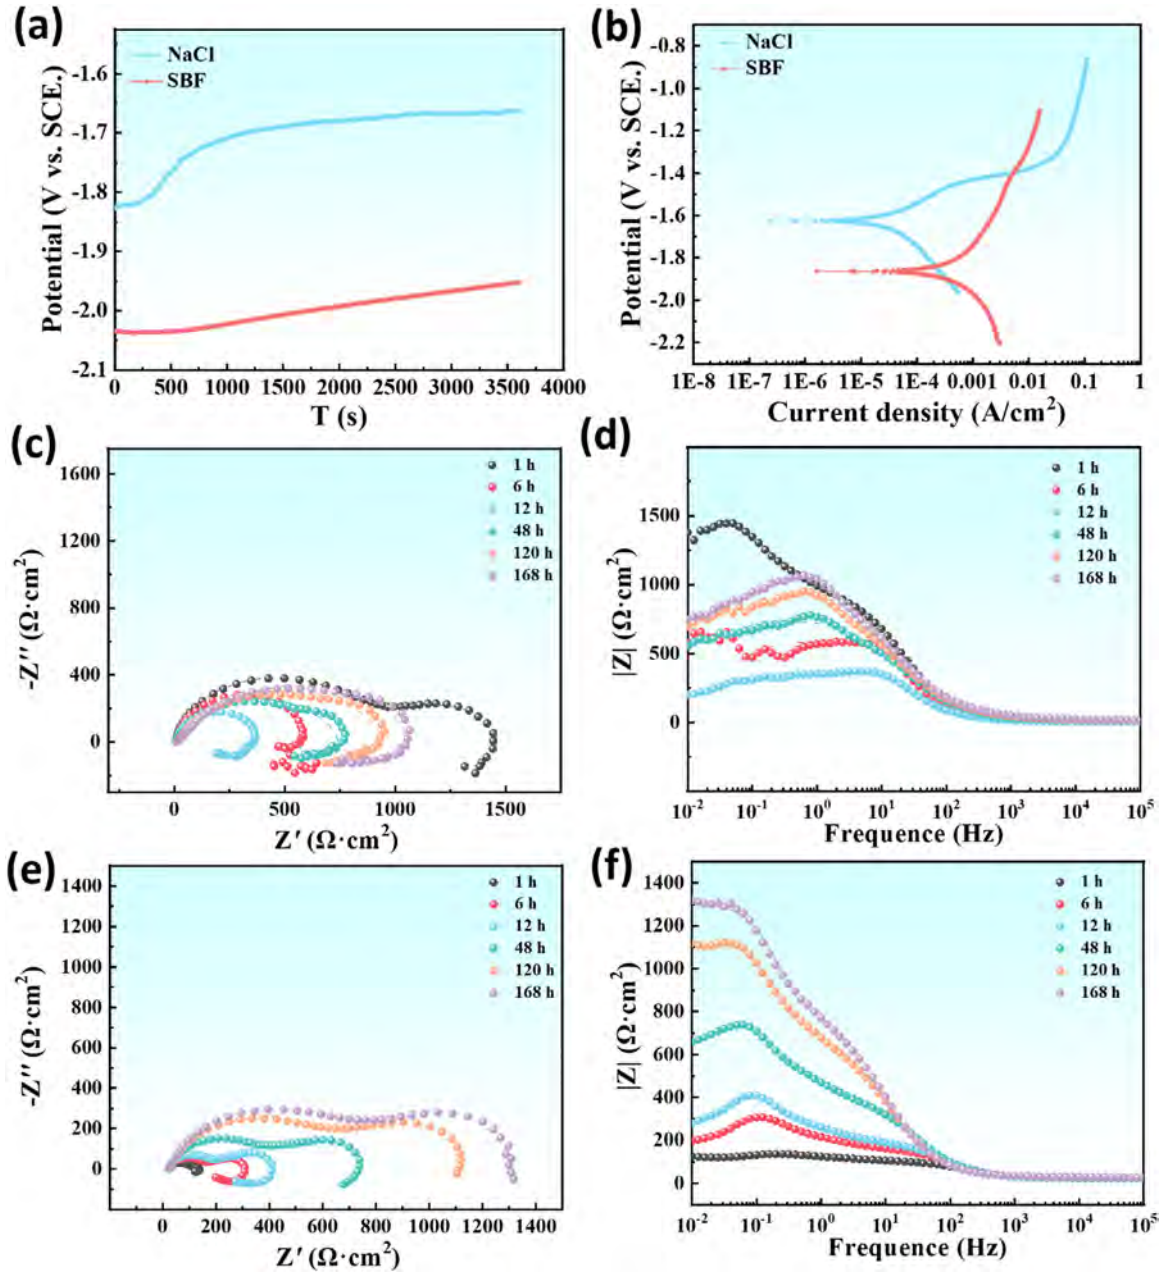 (a)
NaCl
SBF
Potential (V vs. SCE.)
-1.6
-1.7
-1.8
-1.9
-2.0
-2.1
0 500 1000 1500 2000 2500 3000 3500 4000
T (s)
(b)
NaCl
SBF
Potential (V vs. SCE.)
-0.8
-1.0
-1.2
-1.4
-1.6
-1.8
-2.0
-2.2
1E-8 1E-7 1E-6 1E-5 1E-4 0.001 0.01 0.1 1
Current density (A/cm²)
(c)
1 h
6 h
12 h
48 h
120 h
168 h
-Z″ (Ω·cm²)
1600
1200
800
400
0
0 500 1000 1500
Z′ (Ω·cm²)
(d)
1 h
6 h
12 h
48 h
120 h
168 h
|Z| (Ω·cm²)
1500
1000
500
0
10⁻² 10⁻¹ 10⁰ 10¹ 10² 10³ 10⁴ 10⁵
Frequence (Hz)
(e)
1 h
6 h
12 h
48 h
120 h
168 h
-Z″ (Ω·cm²)
1400
1200
1000
800
600
400
200
0
0 200 400 600 800 1000 1200 1400
Z′ (Ω·cm²)
(f)
1 h
6 h
12 h
48 h
120 h
168 h
|Z| (Ω·cm²)
1400
1200
1000
800
600
400
200
0
10⁻² 10⁻¹ 10⁰ 10¹ 10² 10³ 10⁴ 10⁵
Frequence (Hz)